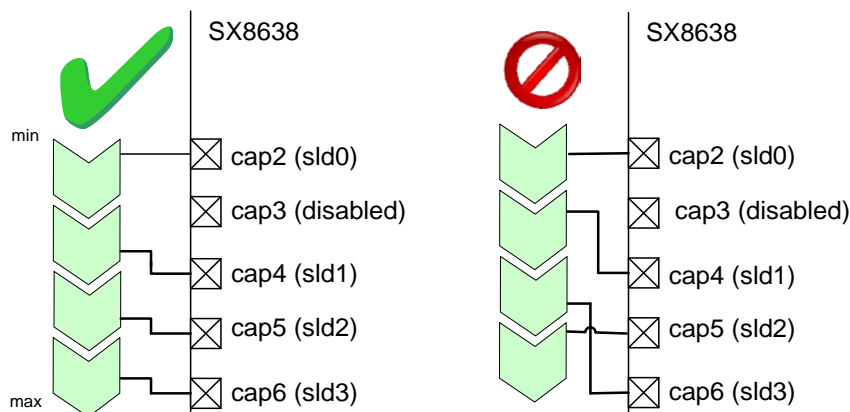 SX8638
min
cap2 (sld0)
cap3 (disabled)
cap4 (sld1)
cap5 (sld2)
cap6 (sld3)
max
SX8638
cap2 (sld0)
cap3 (disabled)
cap4 (sld1)
cap5 (sld2)
cap6 (sld3)